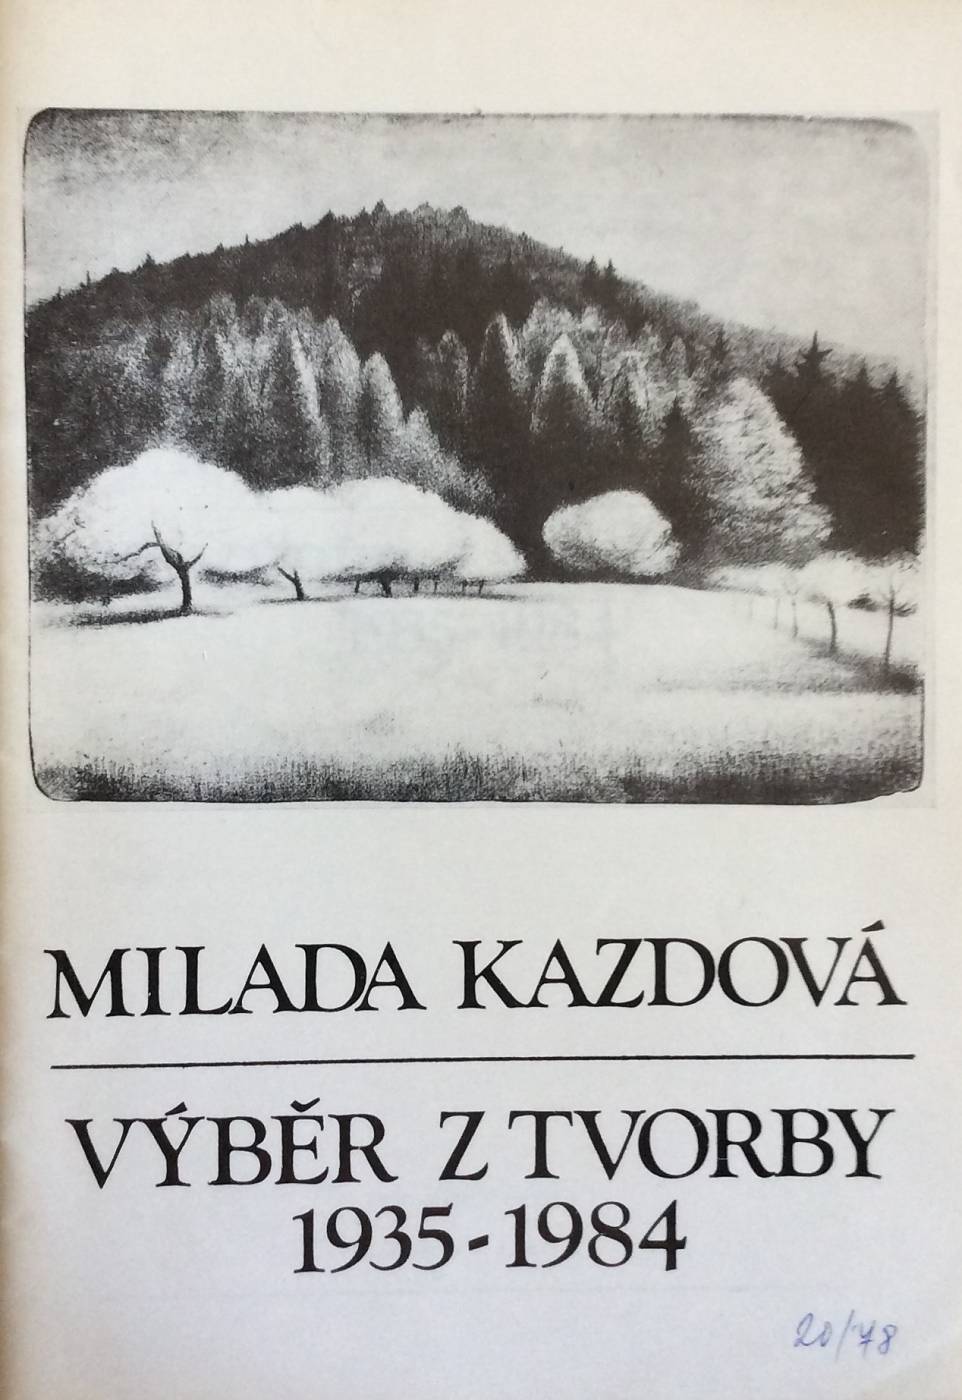 MILADA KAZDOVÁ
VÝBĚR Z TVORBY
1935-1984
20/78